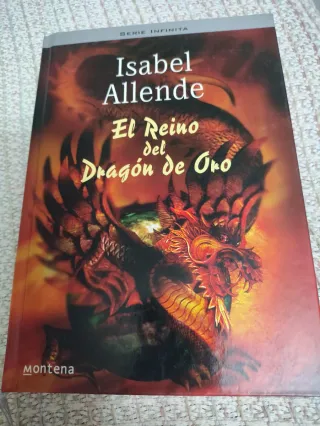 SERIE INFINITA
Isabel
Allende
El Reino
del
Dragón de Oro
Montena